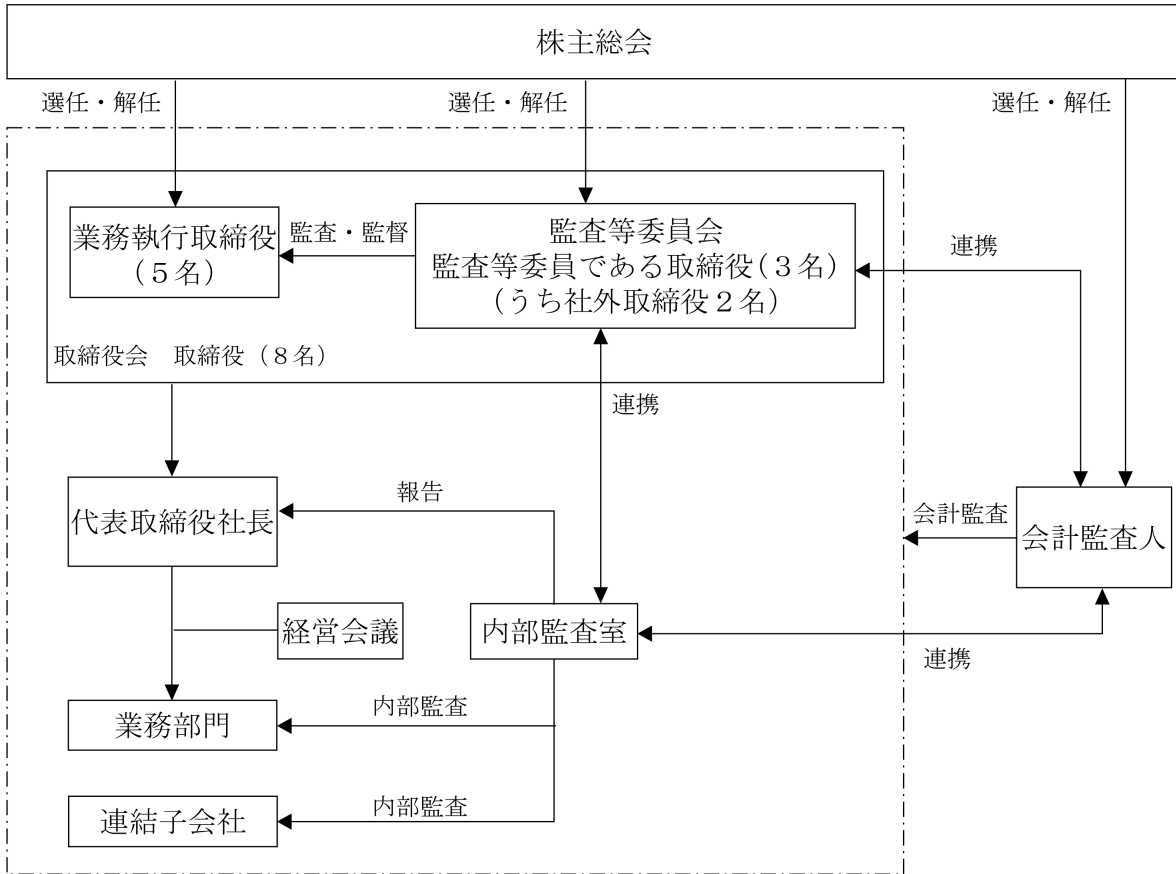 株主総会
選任・解任
選任・解任
選任・解任
業務執行取締役
(５名)
監査・監督
監査等委員会
監査等委員である取締役(３名)
(うち社外取締役２名)
連携
取締役会　取締役（８名）
連携
代表取締役社長
報告
会計監査
会計監査人
経営会議
内部監査室
連携
業務部門
内部監査
連結子会社
内部監査